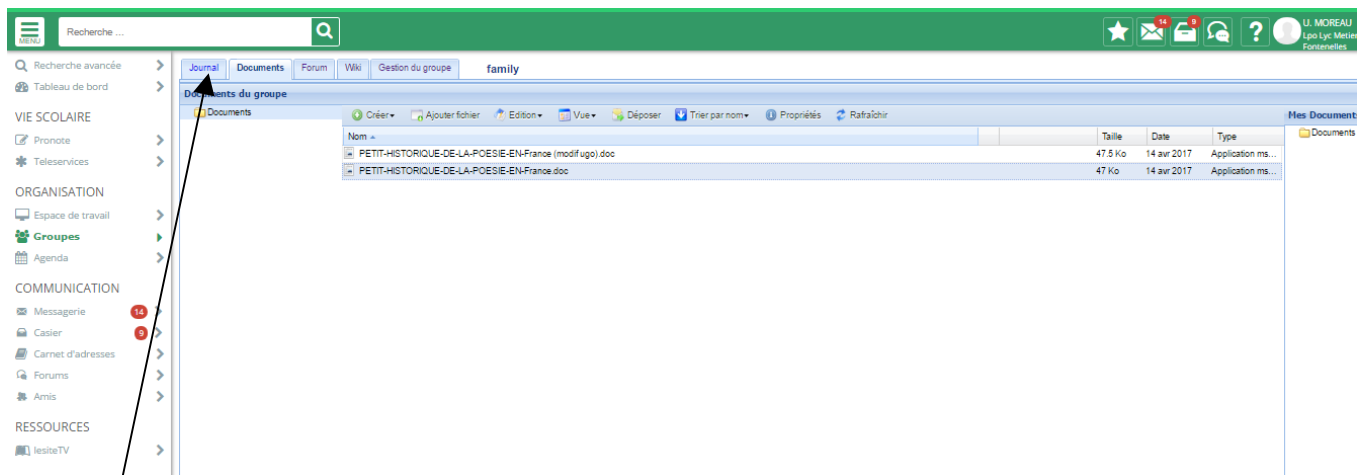 MENU
Recherche ...
14
9
?
U. MOREAU
Lpo Lyc Metier
Fontenelles
Recherche avancée
Tableau de bord
VIE SCOLAIRE
Pronote
Teleservices
ORGANISATION
Espace de travail
Groupes
Agenda
COMMUNICATION
Messagerie 14
Casier 9
Carnet d'adresses
Forums
Amis
RESSOURCES
lesiteTV
Journal Documents Forum Wiki Gestion du groupe family
Documents du groupe
Documents
Créer Ajouter fichier Edition Vue Déposer Trier par nom Propriétés Rafraîchir
Nom Taille Date Type
PETIT-HISTORIQUE-DE-LA-POESIE-EN-France (modif ugo).doc 47.5 Ko 14 avr 2017 Application ms...
PETIT-HISTORIQUE-DE-LA-POESIE-EN-France.doc 47 Ko 14 avr 2017 Application ms...
Mes Documents
Documents